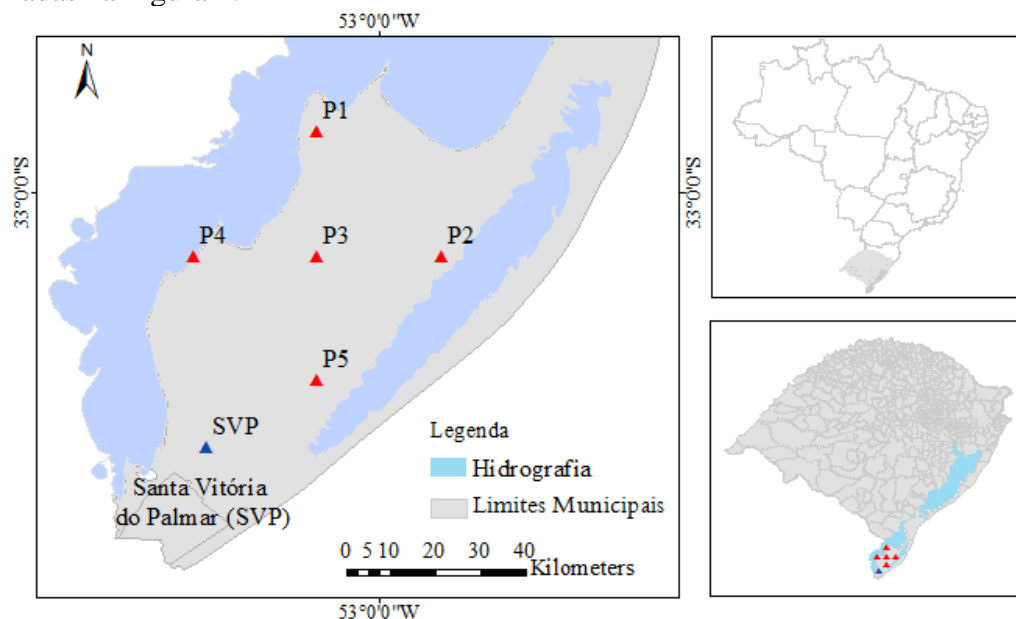 53°0'0"W
N
P1
33°0'0"S
33°0'0"S
P4
P3
P2
P5
SVP
Santa Vitória
do Palmar (SVP)
Legenda
Hidrografia
Limites Municipais
0 5 10 20 30 40
Kilometers
53°0'0"W